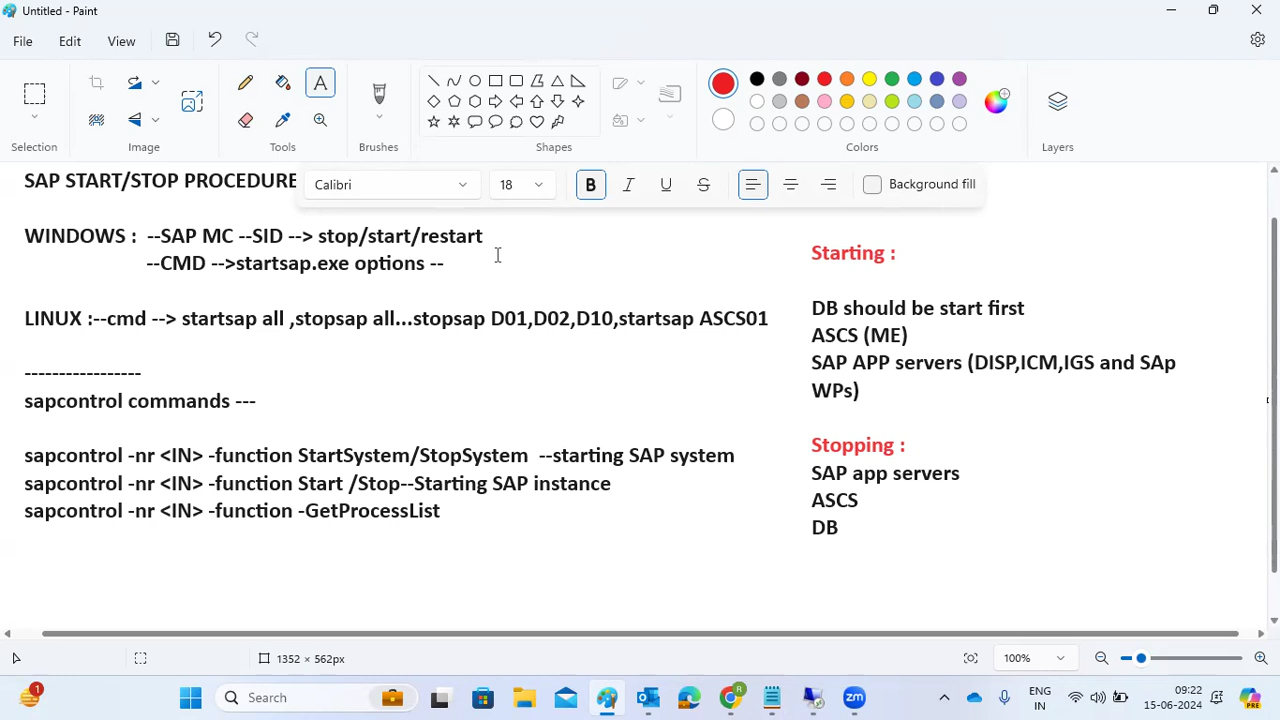 Untitled - Paint
File Edit View
Selection Image Tools Brushes Shapes Colors Layers
SAP START/STOP PROCEDURE
Calibri 18 B I U S Background fill
WINDOWS : --SAP MC --SID --> stop/start/restart
--CMD -->startsap.exe options --
LINUX :--cmd --> startsap all ,stopsap all...stopsap D01,D02,D10,startsap ASCS01
-----------------
sapcontrol commands ---
sapcontrol -nr <IN> -function StartSystem/StopSystem --starting SAP system
sapcontrol -nr <IN> -function Start /Stop--Starting SAP instance
sapcontrol -nr <IN> -function -GetProcessList
Starting :
DB should be start first
ASCS (ME)
SAP APP servers (DISP,ICM,IGS and SAp
WPs)
Stopping :
SAP app servers
ASCS
DB
1352 × 562px 100%
1 Search ENG 09:22
IN 15-06-2024